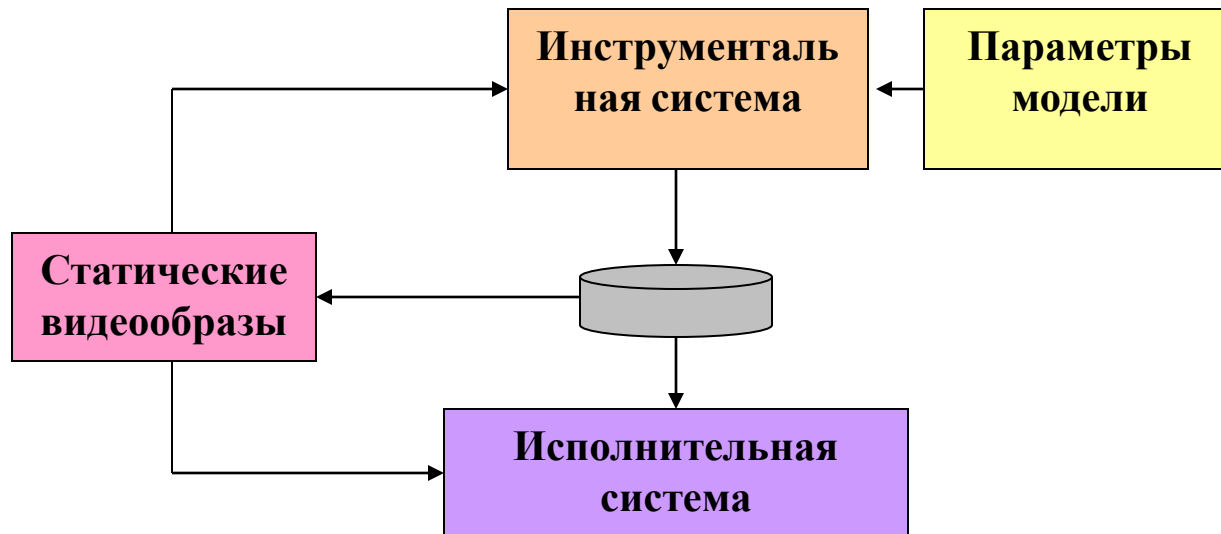 Инструменталь
ная система
Параметры
модели
Статические
видеообразы
Исполнительная
система